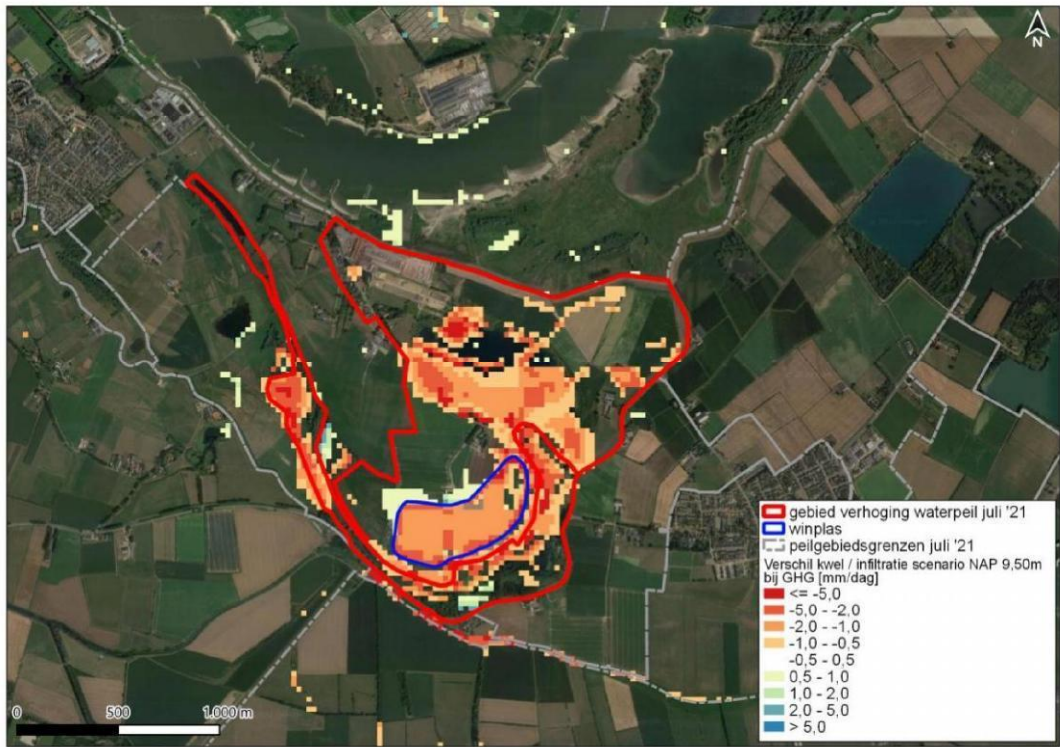 N
gebied verhoging waterpeil juli '21
winplas
peilgebiedsgrenzen juli '21
Verschil kwel / infiltratie scenario NAP 9,50m
bij GHG [mm/dag]
<= -5,0
-5,0 - -2,0
-2,0 - -1,0
-1,0 - -0,5
-0,5 - 0,5
0,5 - 1,0
1,0 - 2,0
2,0 - 5,0
> 5,0
0 500 1.000 m